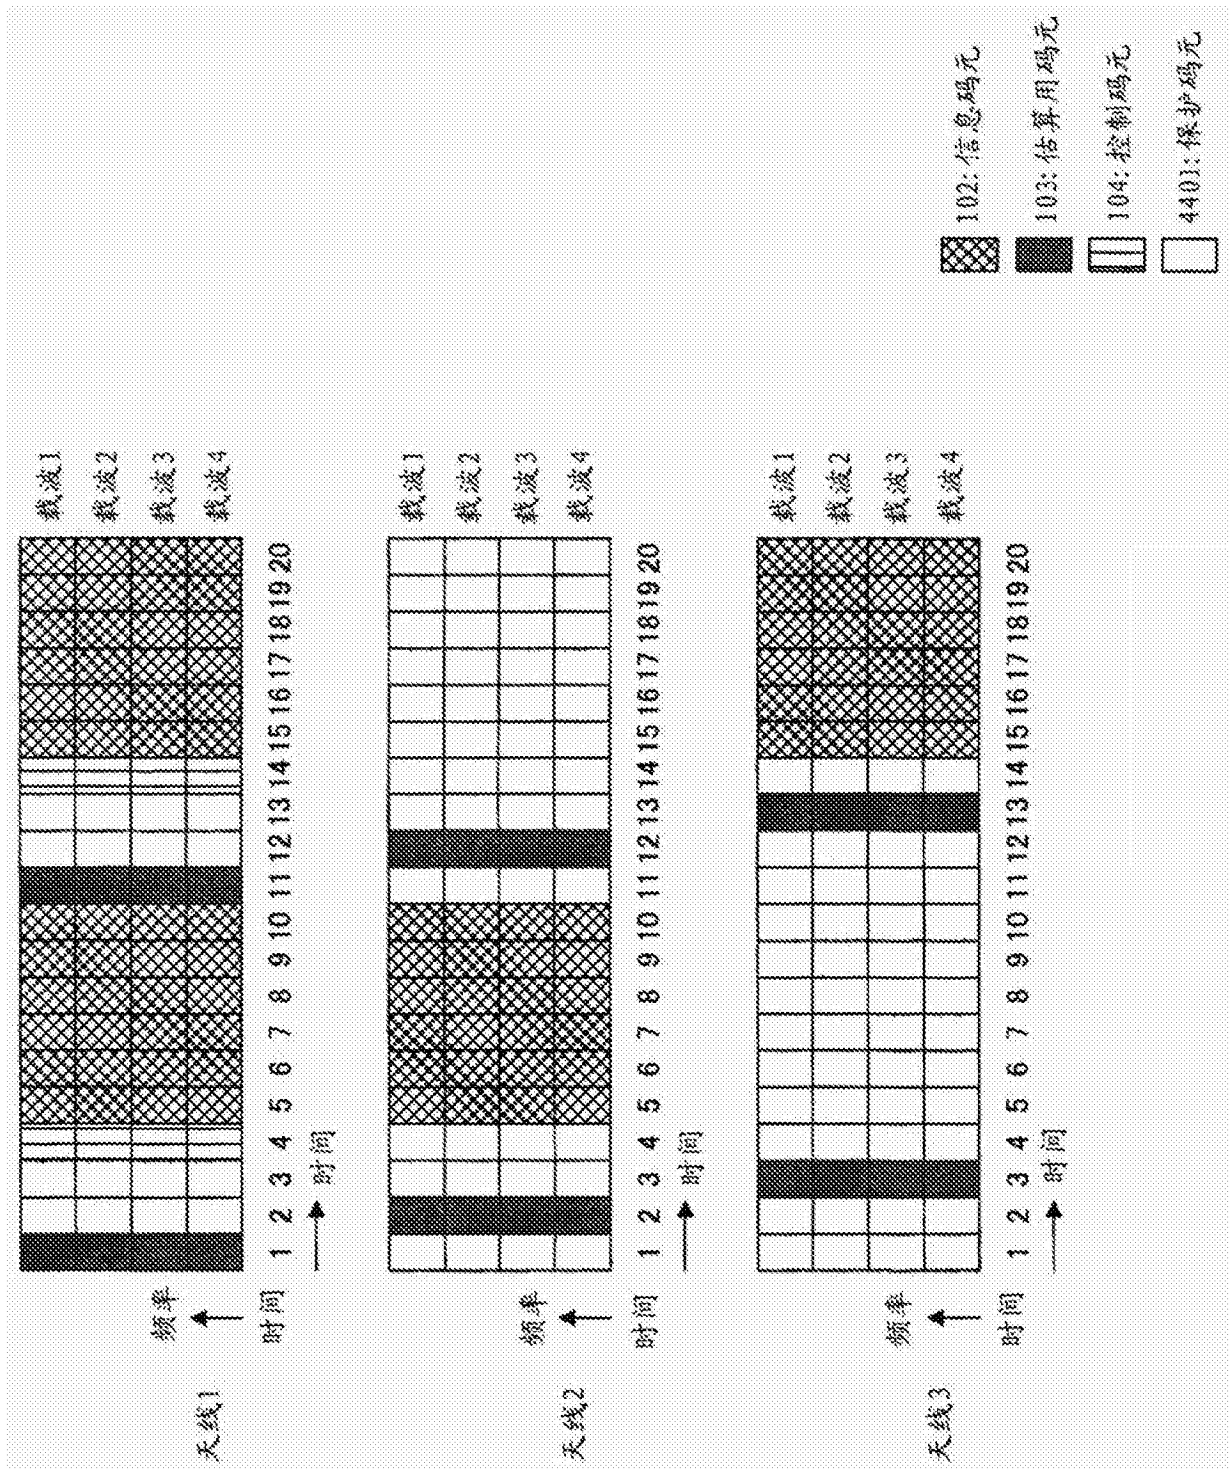 天线1
频率
载波1
载波2
载波3
载波4
时间 1 2 3 4 5 6 7 8 9 10 11 12 13 14 15 16 17 18 19 20
时间
天线2
频率
载波1
载波2
载波3
载波4
时间 1 2 3 4 5 6 7 8 9 10 11 12 13 14 15 16 17 18 19 20
时间
天线3
频率
载波1
载波2
载波3
载波4
时间 1 2 3 4 5 6 7 8 9 10 11 12 13 14 15 16 17 18 19 20
时间
102: 信息码元
103: 估算用码元
104: 控制码元
4401: 保护码元